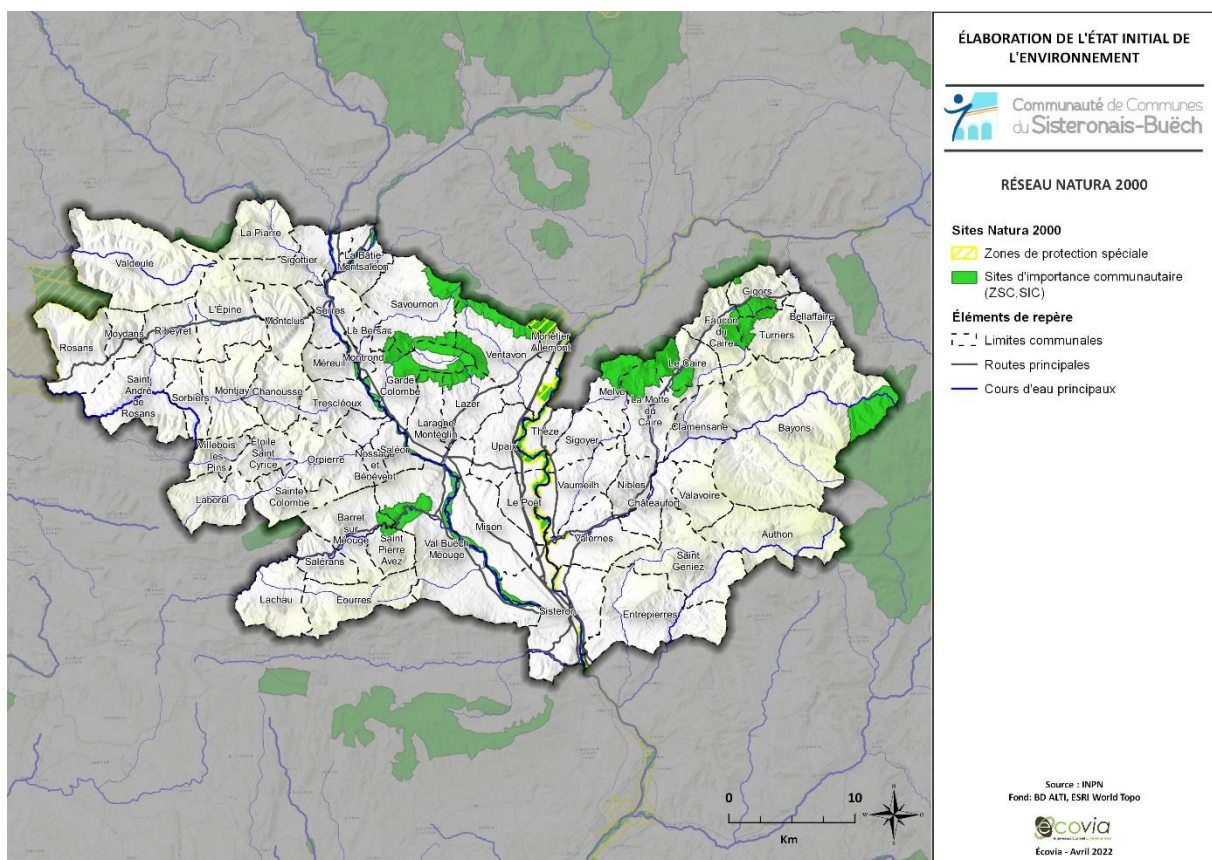 ÉLABORATION DE L'ÉTAT INITIAL DE
L'ENVIRONNEMENT
Communauté de Communes
du Sisteronais-Buëch
RÉSEAU NATURA 2000
Sites Natura 2000
Zones de protection spéciale
Sites d'importance communautaire
(ZSC,SIC)
Éléments de repère
Limites communales
Routes principales
Cours d'eau principaux
La Piarre
Sigottier
La Bâtie
Montsaléon
Valdoule
L'Épine
Serres
Savournon
Montclus
Ribeyret
Moydans
Rosans
Le Bersac
Montrond
Méreuil
Ventavon
Monêtier
Allemont
Gigors
Bellaffaire
Faucon
du
Caire
Turriers
Le Caire
Saint
André
de
Rosans
Sorbiers
Montjay
Chanousse
Trescléoux
Garde
Colombe
Lazer
Melve
La Motte
du
Caire
Clamensane
Bayons
Laragne
Montéglin
Upaix
Thèze
Sigoyer
Villebois
les
Pins
Étoile
Saint
Cyrice
Orpierre
Saléon
Nossage
et
Bénévent
Laborel
Sainte
Colombe
Le Poët
Vaumeilh
Nibles
Châteaufort
Valavoire
Barret
sur
Méouge
Saint
Pierre
Avez
Val Buëch
Méouge
Mison
Valernes
Authon
Salérans
Saint
Geniez
Lachau
Éourres
Sisteron
Entrepierres
0
10
Km
N
S
Source : INPN
Fond: BD ALTI, ESRI World Topo
écovia
Écovia - Avril 2022